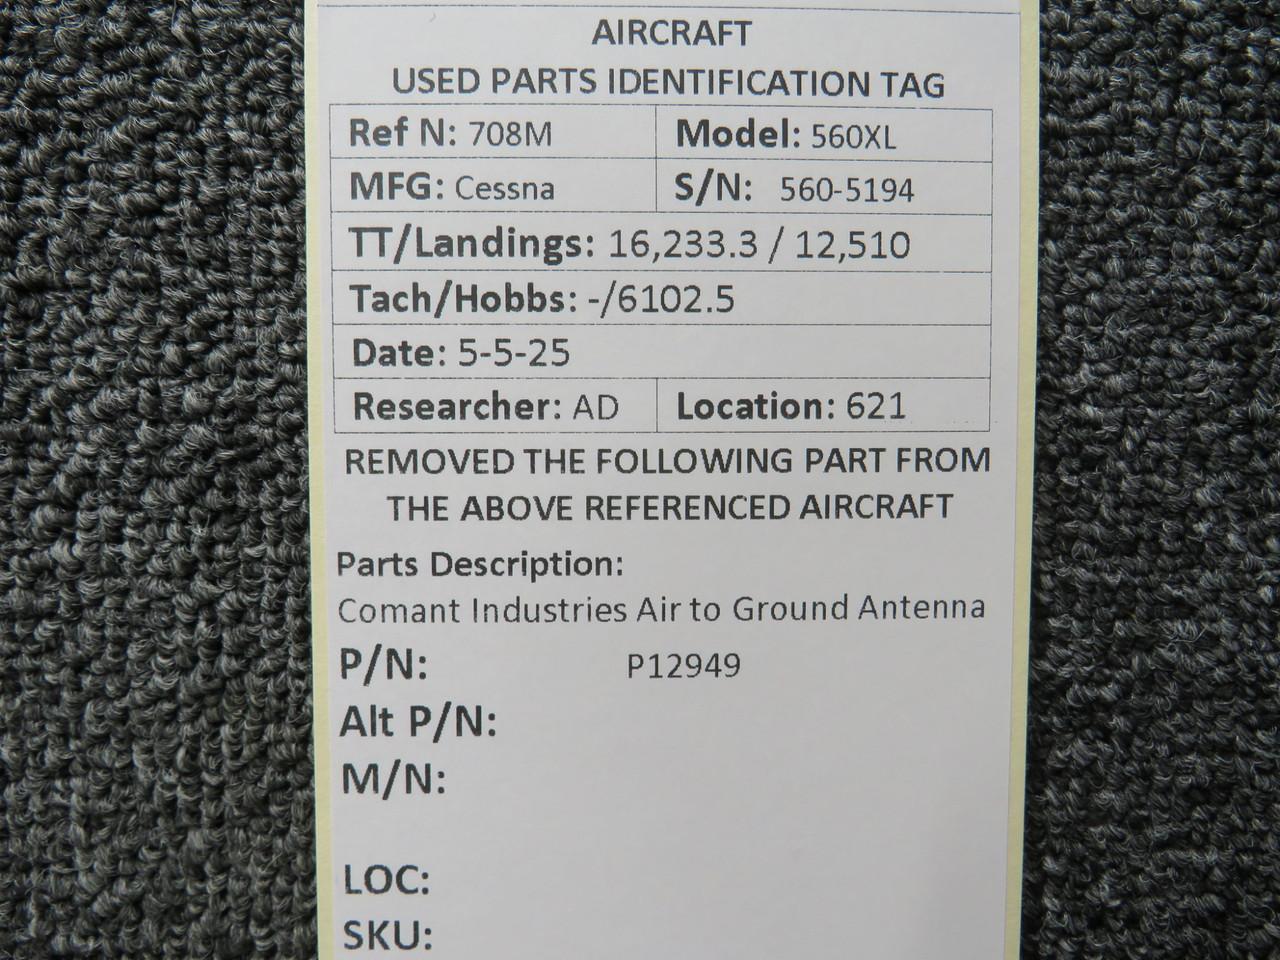 AIRCRAFT
USED PARTS IDENTIFICATION TAG
Ref N: 708M Model: 560XL
MFG: Cessna S/N: 560-5194
TT/Landings: 16,233.3 / 12,510
Tach/Hobbs: -/6102.5
Date: 5-5-25
Researcher: AD Location: 621
REMOVED THE FOLLOWING PART FROM
THE ABOVE REFERENCED AIRCRAFT
Parts Description:
Comant Industries Air to Ground Antenna
P/N: P12949
Alt P/N:
M/N:
LOC:
SKU: